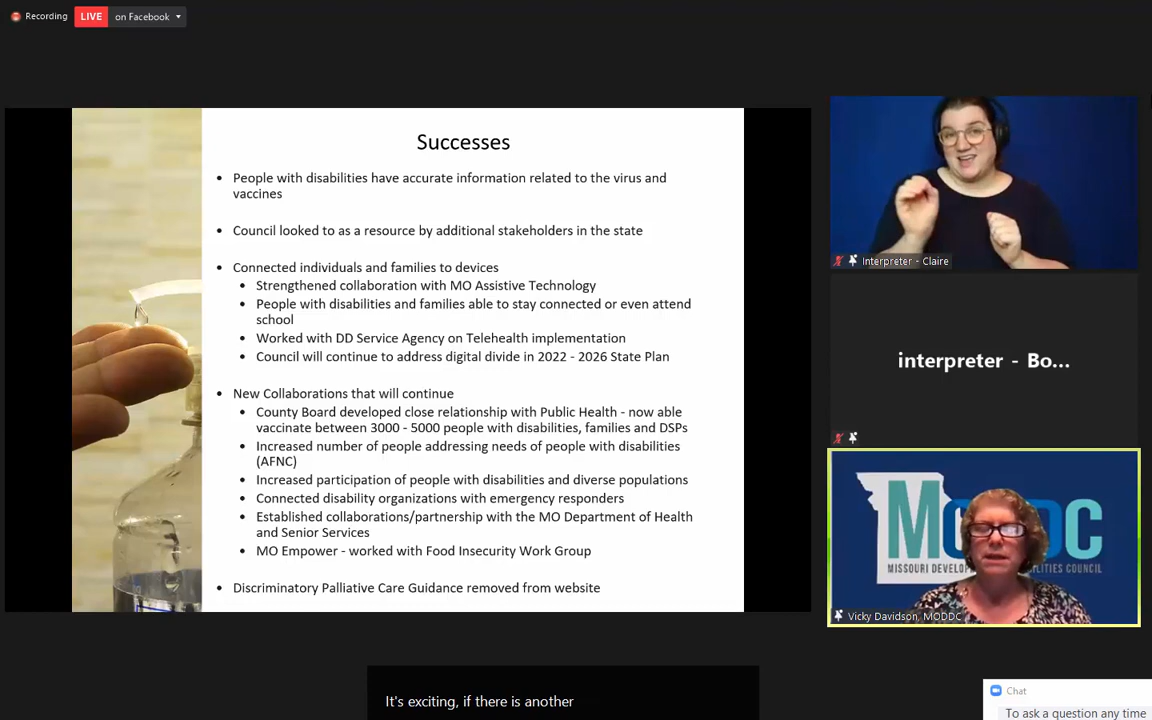 Recording
LIVE
on Facebook
Successes
• People with disabilities have accurate information related to the virus and
vaccines
• Council looked to as a resource by additional stakeholders in the state
• Connected individuals and families to devices
• Strengthened collaboration with MO Assistive Technology
• People with disabilities and families able to stay connected or even attend
school
• Worked with DD Service Agency on Telehealth implementation
• Council will continue to address digital divide in 2022 - 2026 State Plan
• New Collaborations that will continue
• County Board developed close relationship with Public Health - now able
vaccinate between 3000 - 5000 people with disabilities, families and DSPs
• Increased number of people addressing needs of people with disabilities
(AFNC)
• Increased participation of people with disabilities and diverse populations
• Connected disability organizations with emergency responders
• Established collaborations/partnership with the MO Department of Health
and Senior Services
• MO Empower - worked with Food Insecurity Work Group
• Discriminatory Palliative Care Guidance removed from website
Interpreter - Claire
interpreter - Bo...
MISSOURI
Vicky Davidson, MODDC
It's exciting, if there is another
Chat
To ask a question any time